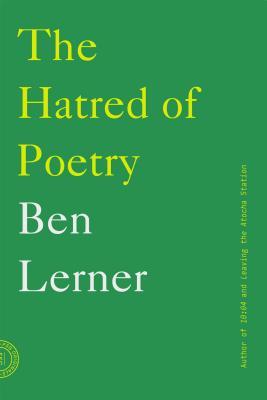 The
Hatred of
Poetry
Ben
Lerner
Author of 10:04 and Leaving the Atocha Station